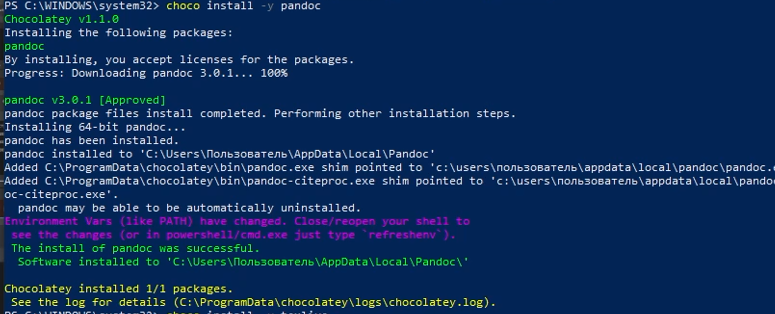 PS C:\WINDOWS\system32> choco install -y pandoc
Chocolatey v1.1.0
Installing the following packages:
pandoc
By installing, you accept licenses for the packages.
Progress: Downloading pandoc 3.0.1... 100%
pandoc v3.0.1 [Approved]
pandoc package files install completed. Performing other installation steps.
Installing 64-bit pandoc...
pandoc has been installed.
pandoc installed to 'C:\Users\Пользователь\AppData\Local\Pandoc'
Added C:\ProgramData\chocolatey\bin\pandoc.exe shim pointed to 'c:\users\пользователь\appdata\local\pandoc\pandoc.
Added C:\ProgramData\chocolatey\bin\pandoc-citeproc.exe shim pointed to 'c:\users\пользователь\appdata\local\pando
oc-citeproc.exe'.
pandoc may be able to be automatically uninstalled.
Environment Vars (like PATH) have changed. Close/reopen your shell to
see the changes (or in powershell/cmd.exe just type `refreshenv`).
The install of pandoc was successful.
Software installed to 'C:\Users\Пользователь\AppData\Local\Pandoc\'
Chocolatey installed 1/1 packages.
See the log for details (C:\ProgramData\chocolatey\logs\chocolatey.log).
PS C:\WINDOWS\system32> choco install -y texlive